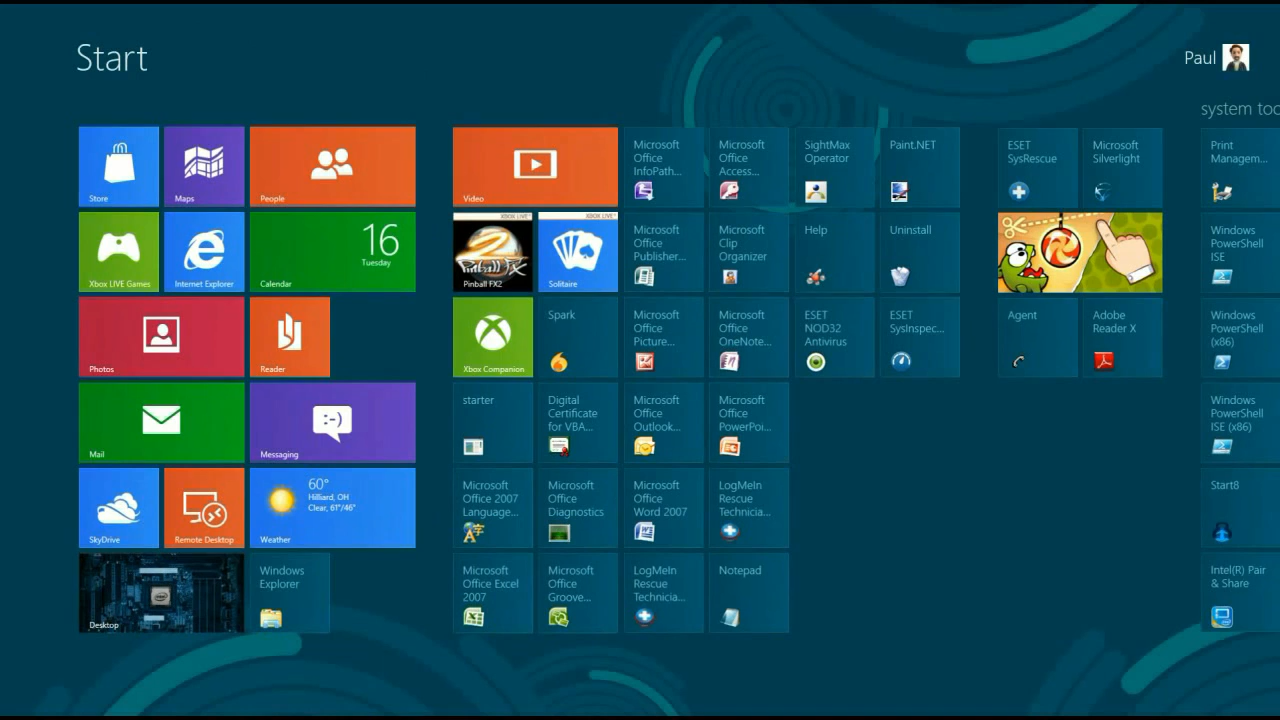 Start
Paul
system too
Store
Maps
People
Xbox LIVE Games
Internet Explorer
16
Tuesday
Calendar
Photos
Reader
Mail
:-)
Messaging
SkyDrive
Remote Desktop
60°
Hilliard, OH
Clear, 61°/46°
Weather
Desktop
Windows
Explorer
Video
Microsoft
Office
InfoPath...
Microsoft
Office
Access...
SightMax
Operator
Paint.NET
XBOX LIVE
Pinball FX2
XBOX LIVE
Solitaire
Microsoft
Office
Publisher...
Microsoft
Clip
Organizer
Help
Uninstall
Xbox Companion
Spark
Microsoft
Office
Picture...
Microsoft
Office
OneNote...
ESET
NOD32
Antivirus
ESET
SysInspec...
starter
Digital
Certificate
for VBA...
Microsoft
Office
Outlook...
Microsoft
Office
PowerPoi...
Microsoft
Office 2007
Language...
Microsoft
Office
Diagnostics
Microsoft
Office
Word 2007
LogMeIn
Rescue
Technicia...
Microsoft
Office Excel
2007
Microsoft
Office
Groove...
LogMeIn
Rescue
Technicia...
Notepad
ESET
SysRescue
Microsoft
Silverlight
Agent
Adobe
Reader X
Print
Managem...
Windows
PowerShell
ISE
Windows
PowerShell
(x86)
Windows
PowerShell
ISE (x86)
Start8
Intel(R) Pair
& Share